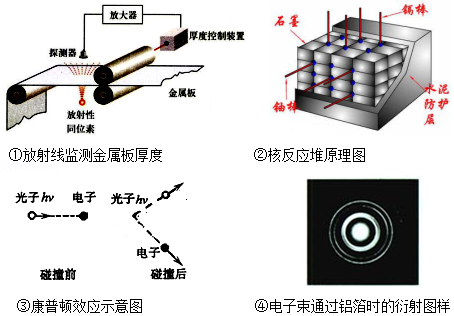 放大器
探测器
厚度控制装置
放射性
同位素
金属板
①放射线监测金属板厚度
石墨
镉棒
铀棒
水泥
防护
层
②核反应堆原理图
光子hν 电子
光子hν
电子
碰撞前 碰撞后
③康普顿效应示意图
④电子束通过铝箔时的衍射图样